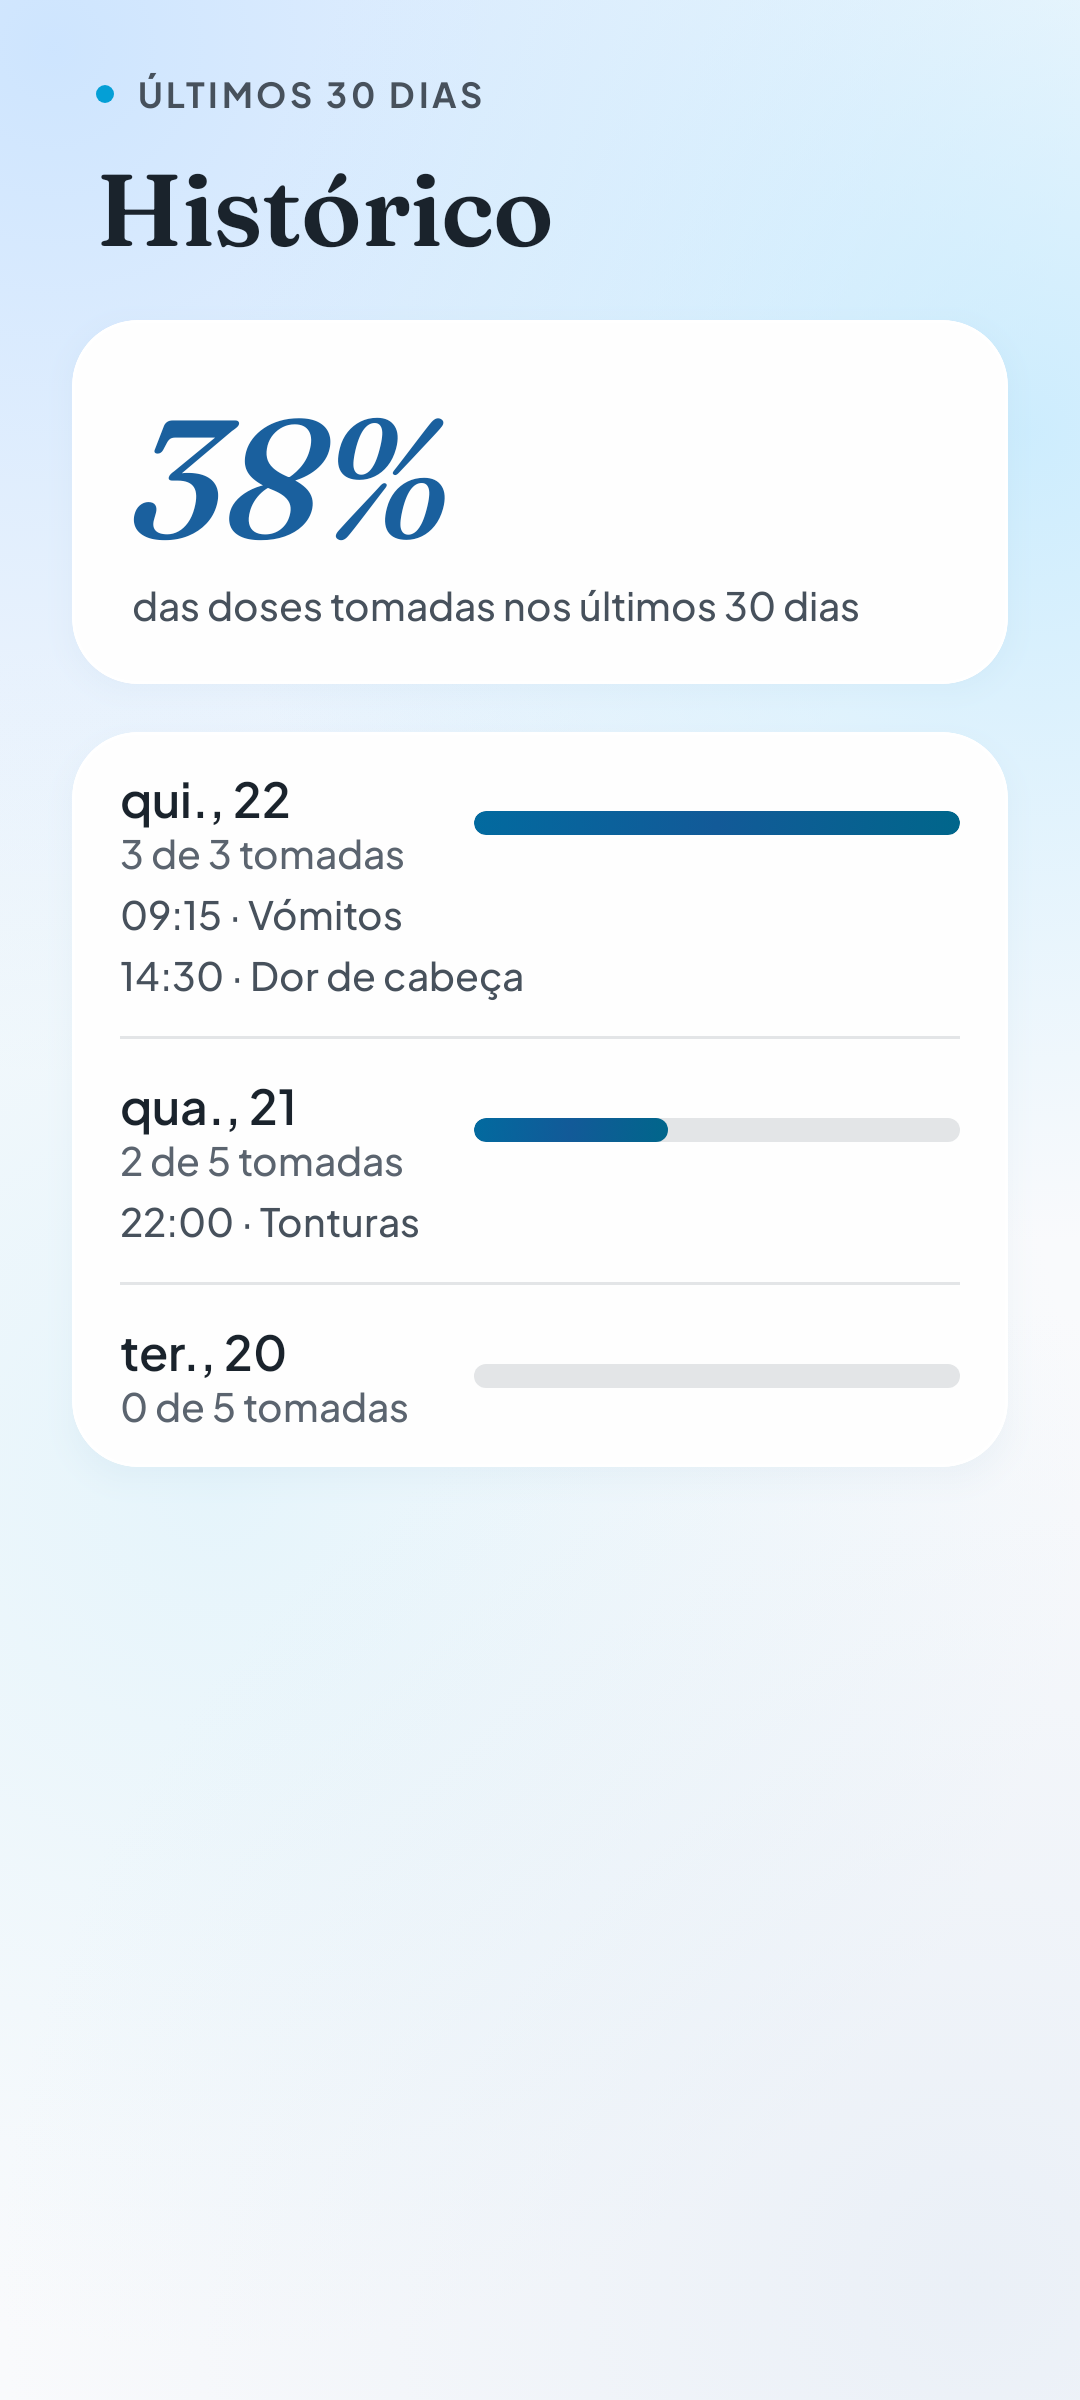 ÚLTIMOS 30 DIAS
Histórico
38%
das doses tomadas nos últimos 30 dias
qui., 22
3 de 3 tomadas
09:15 · Vómitos
14:30 · Dor de cabeça
qua., 21
2 de 5 tomadas
22:00 · Tonturas
ter., 20
0 de 5 tomadas